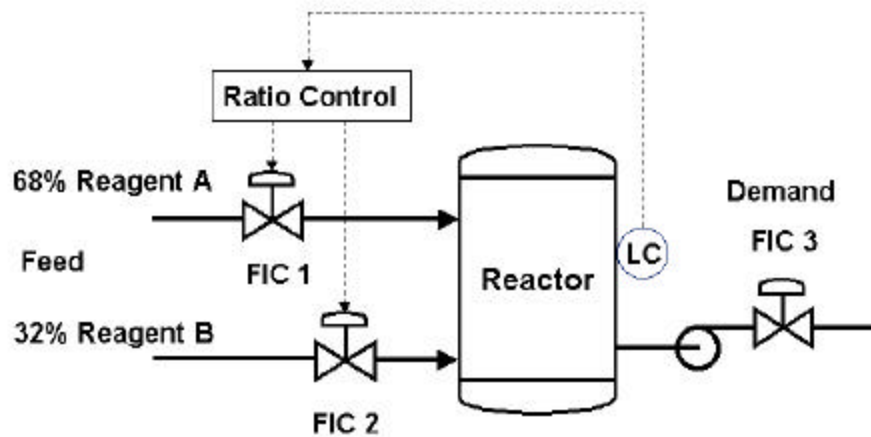 Ratio Control
68% Reagent A
Demand
FIC 3
LC
Feed
FIC 1
Reactor
32% Reagent B
FIC 2